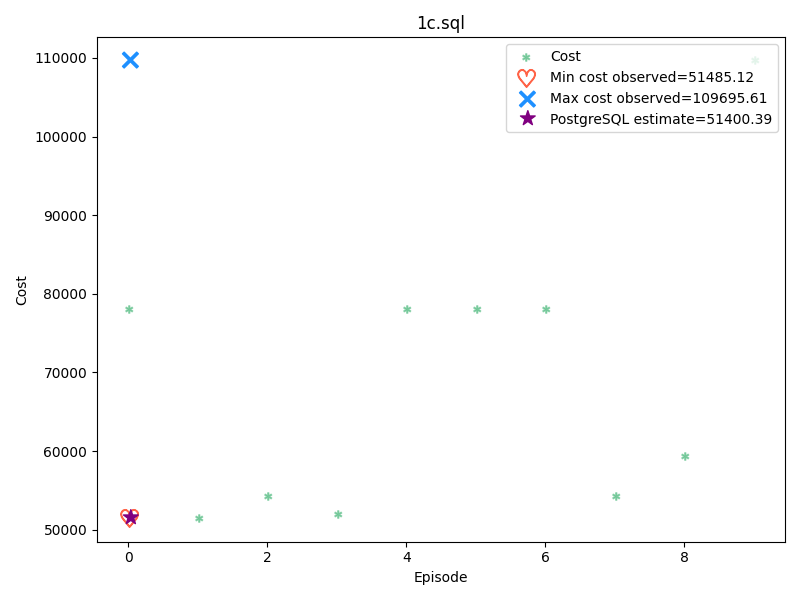 1c.sql
Cost
Min cost observed=51485.12
Max cost observed=109695.61
PostgreSQL estimate=51400.39
110000
100000
90000
80000
70000
60000
50000
Cost
0
2
4
6
8
Episode